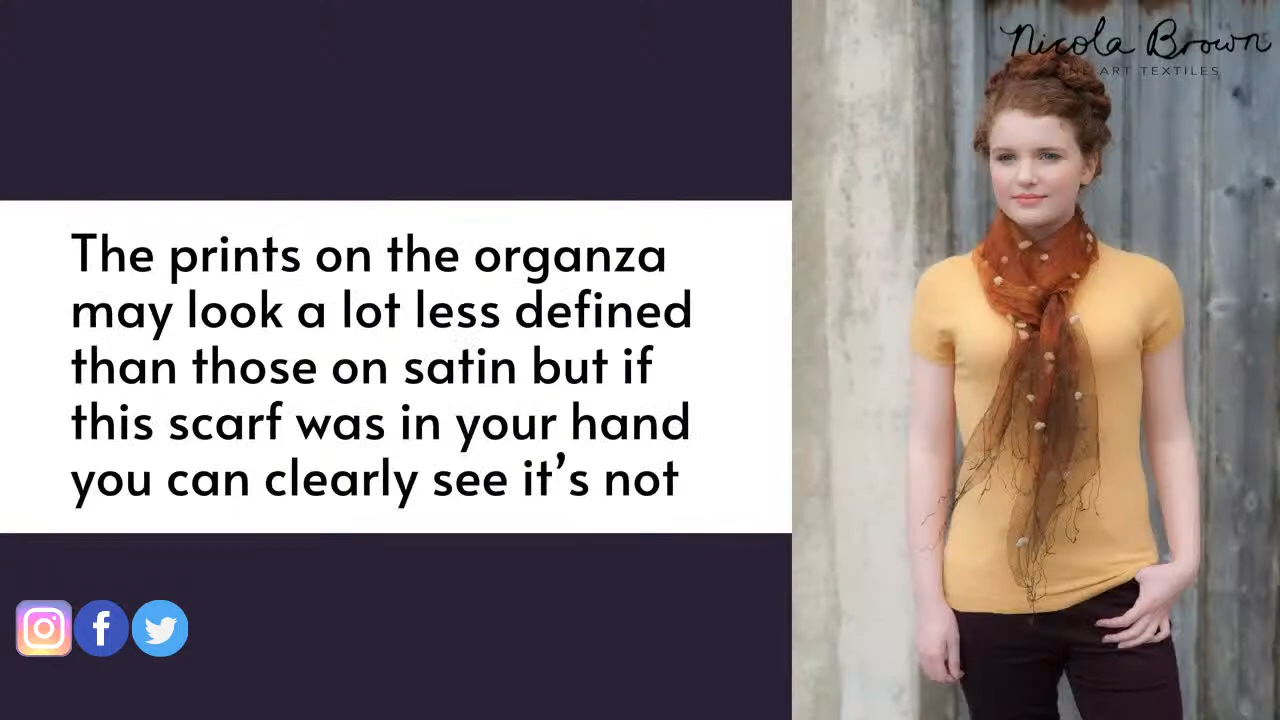 Nicola Brown
ART TEXTILES
The prints on the organza
may look a lot less defined
than those on satin but if
this scarf was in your hand
you can clearly see it’s not